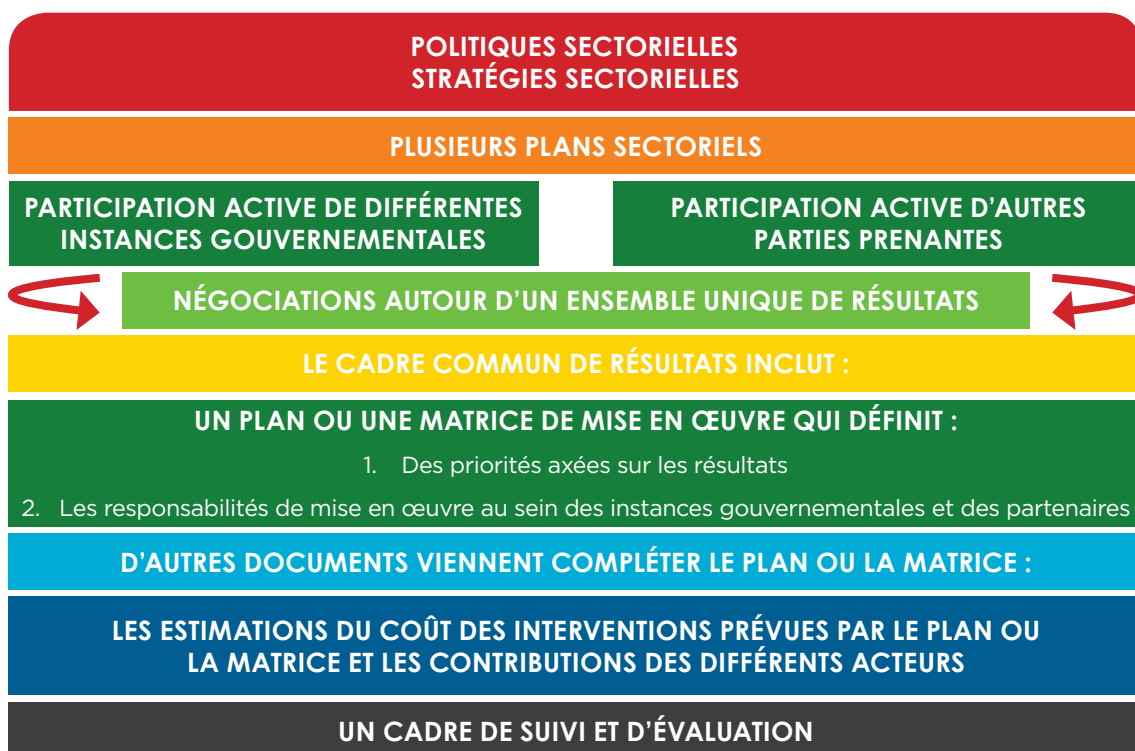 POLITIQUES SECTORIELLES
STRATÉGIES SECTORIELLES
PLUSIEURS PLANS SECTORIELS
PARTICIPATION ACTIVE DE DIFFÉRENTES
INSTANCES GOUVERNEMENTALES
PARTICIPATION ACTIVE D’AUTRES
PARTIES PRENANTES
NÉGOCIATIONS AUTOUR D’UN ENSEMBLE UNIQUE DE RÉSULTATS
LE CADRE COMMUN DE RÉSULTATS INCLUT :
UN PLAN OU UNE MATRICE DE MISE EN ŒUVRE QUI DÉFINIT :
1. Des priorités axées sur les résultats
2. Les responsabilités de mise en œuvre au sein des instances gouvernementales et des partenaires
D’AUTRES DOCUMENTS VIENNENT COMPLÉTER LE PLAN OU LA MATRICE :
LES ESTIMATIONS DU COÛT DES INTERVENTIONS PRÉVUES PAR LE PLAN OU
LA MATRICE ET LES CONTRIBUTIONS DES DIFFÉRENTS ACTEURS
UN CADRE DE SUIVI ET D’ÉVALUATION